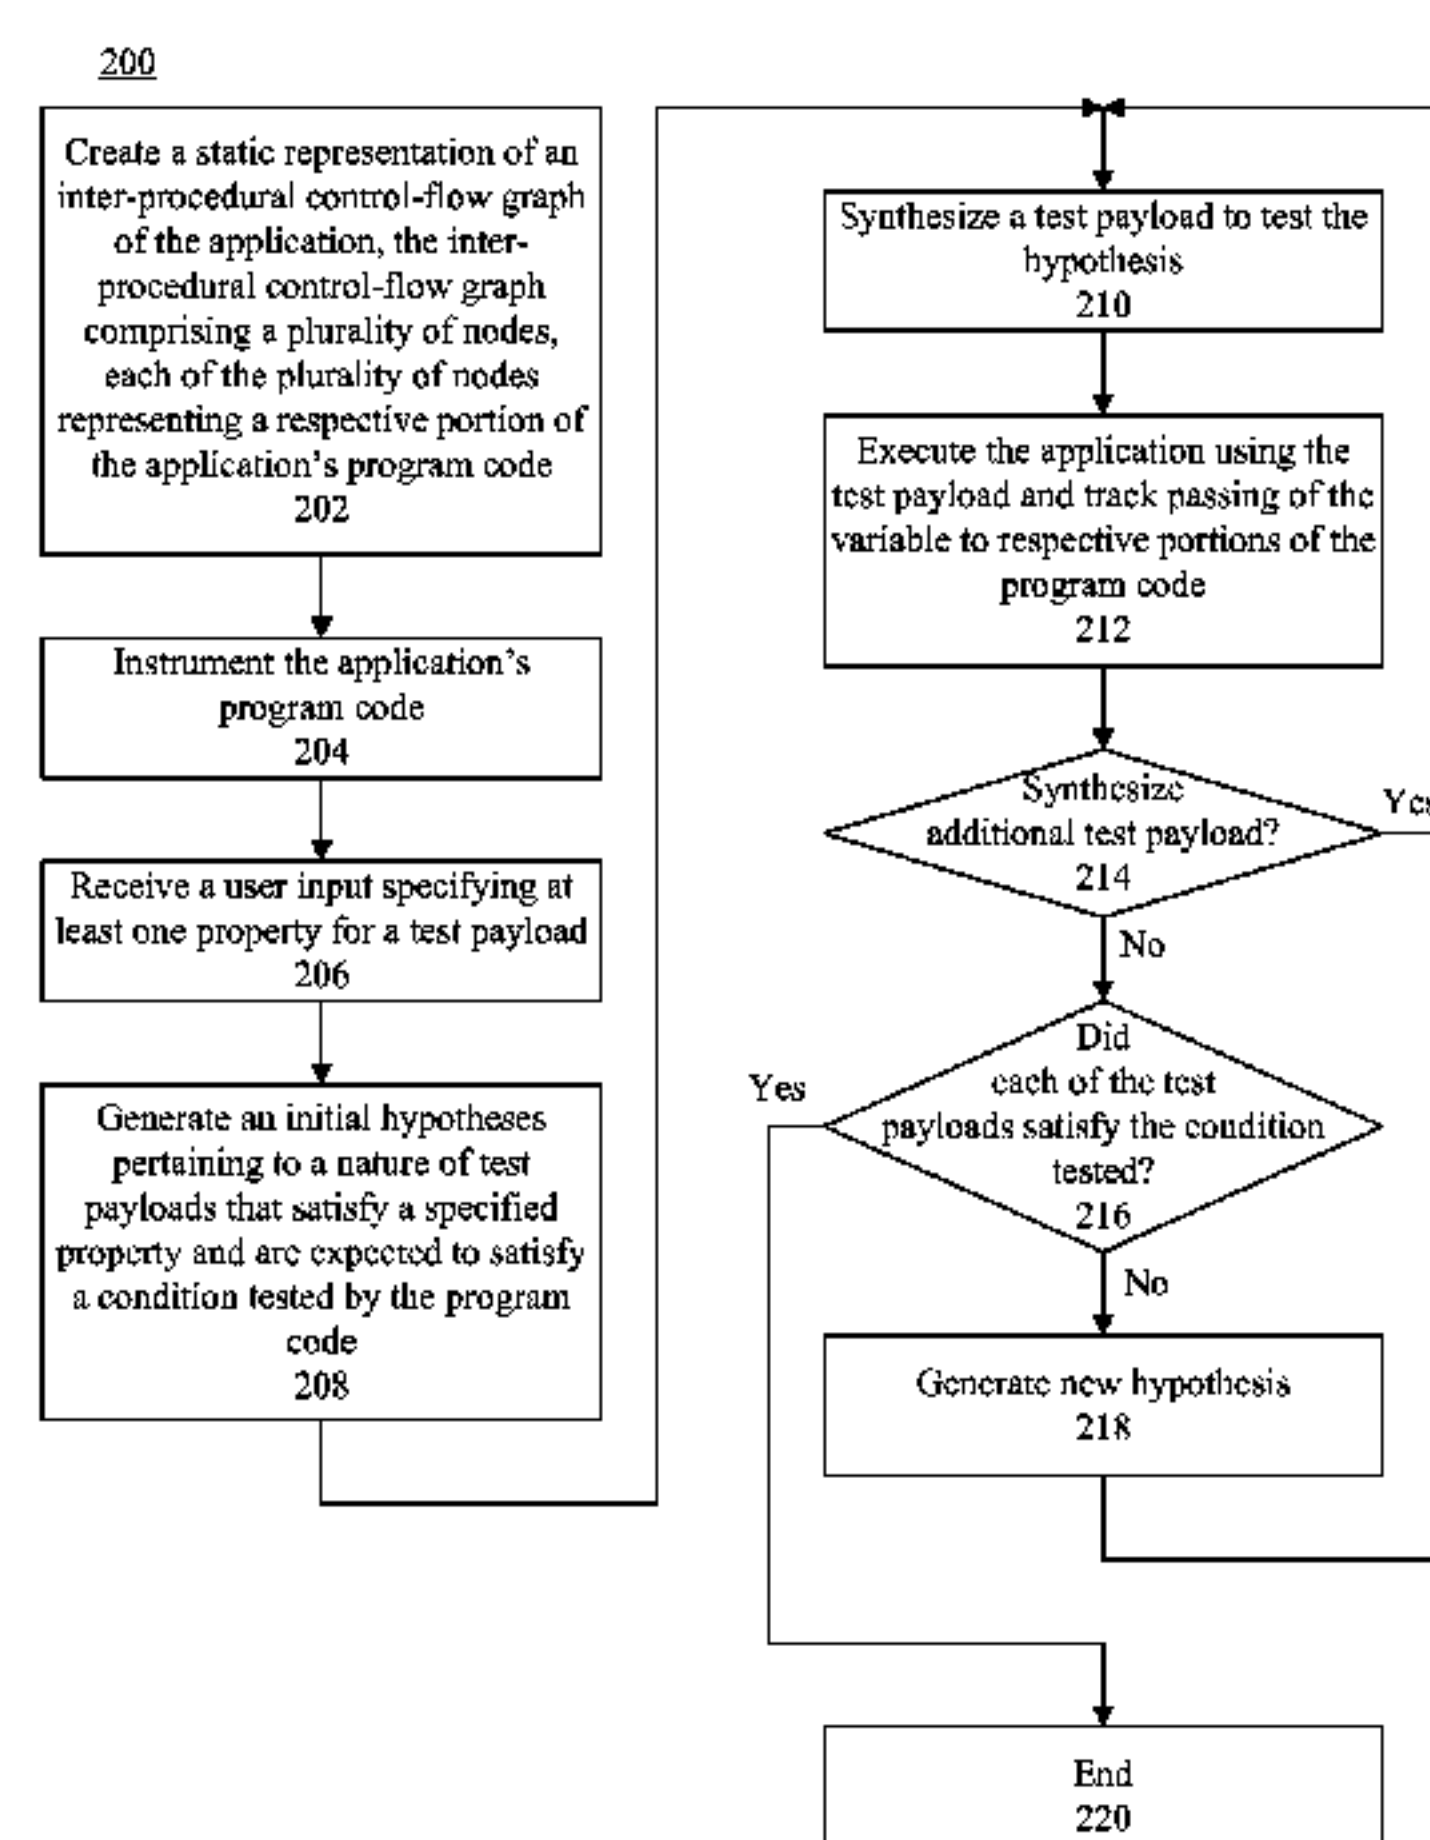 200
Create a static representation of an
inter-procedural control-flow graph
of the application, the inter-
procedural control-flow graph
comprising a plurality of nodes,
each of the plurality of nodes
representing a respective portion of
the application's program code
202
Instrument the application's
program code
204
Receive a user input specifying at
least one property for a test payload
206
Generate an initial hypotheses
pertaining to a nature of test
payloads that satisfy a specified
property and are expected to satisfy
a condition tested by the program
code
208
Synthesize a test payload to test the
hypothesis
210
Execute the application using the
test payload and track passing of the
variable to respective portions of the
program code
212
Synthesize
additional test payload?
214
Yes
No
Did
each of the test
payloads satisfy the condition
tested?
216
Yes
No
Generate new hypothesis
218
End
220